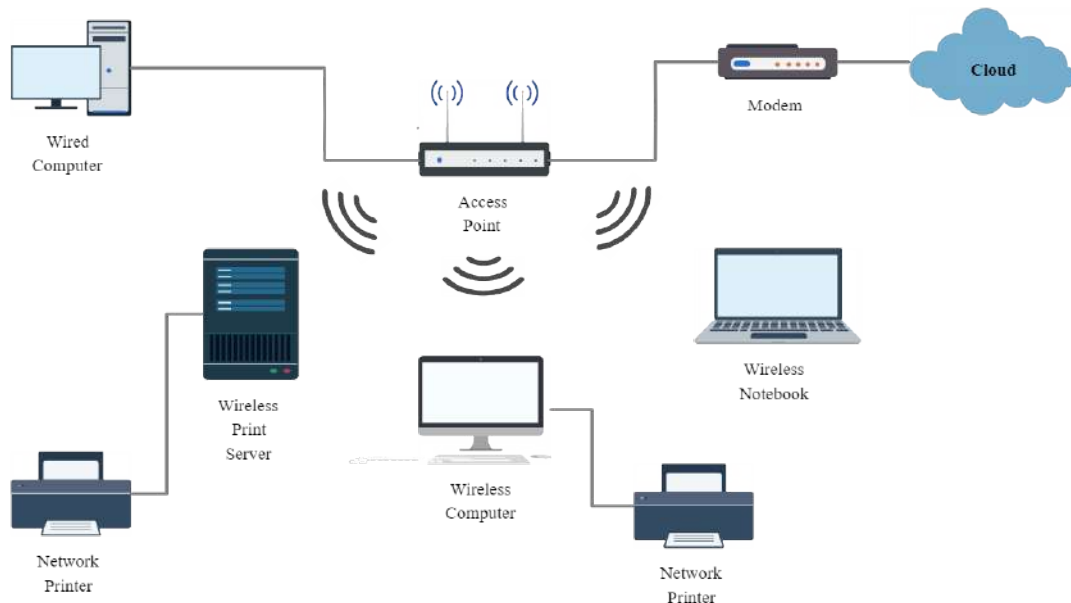 Cloud
Modem
Wired
Computer
Access
Point
Wireless
Notebook
Wireless
Print
Server
Wireless
Computer
Network
Printer
Network
Printer